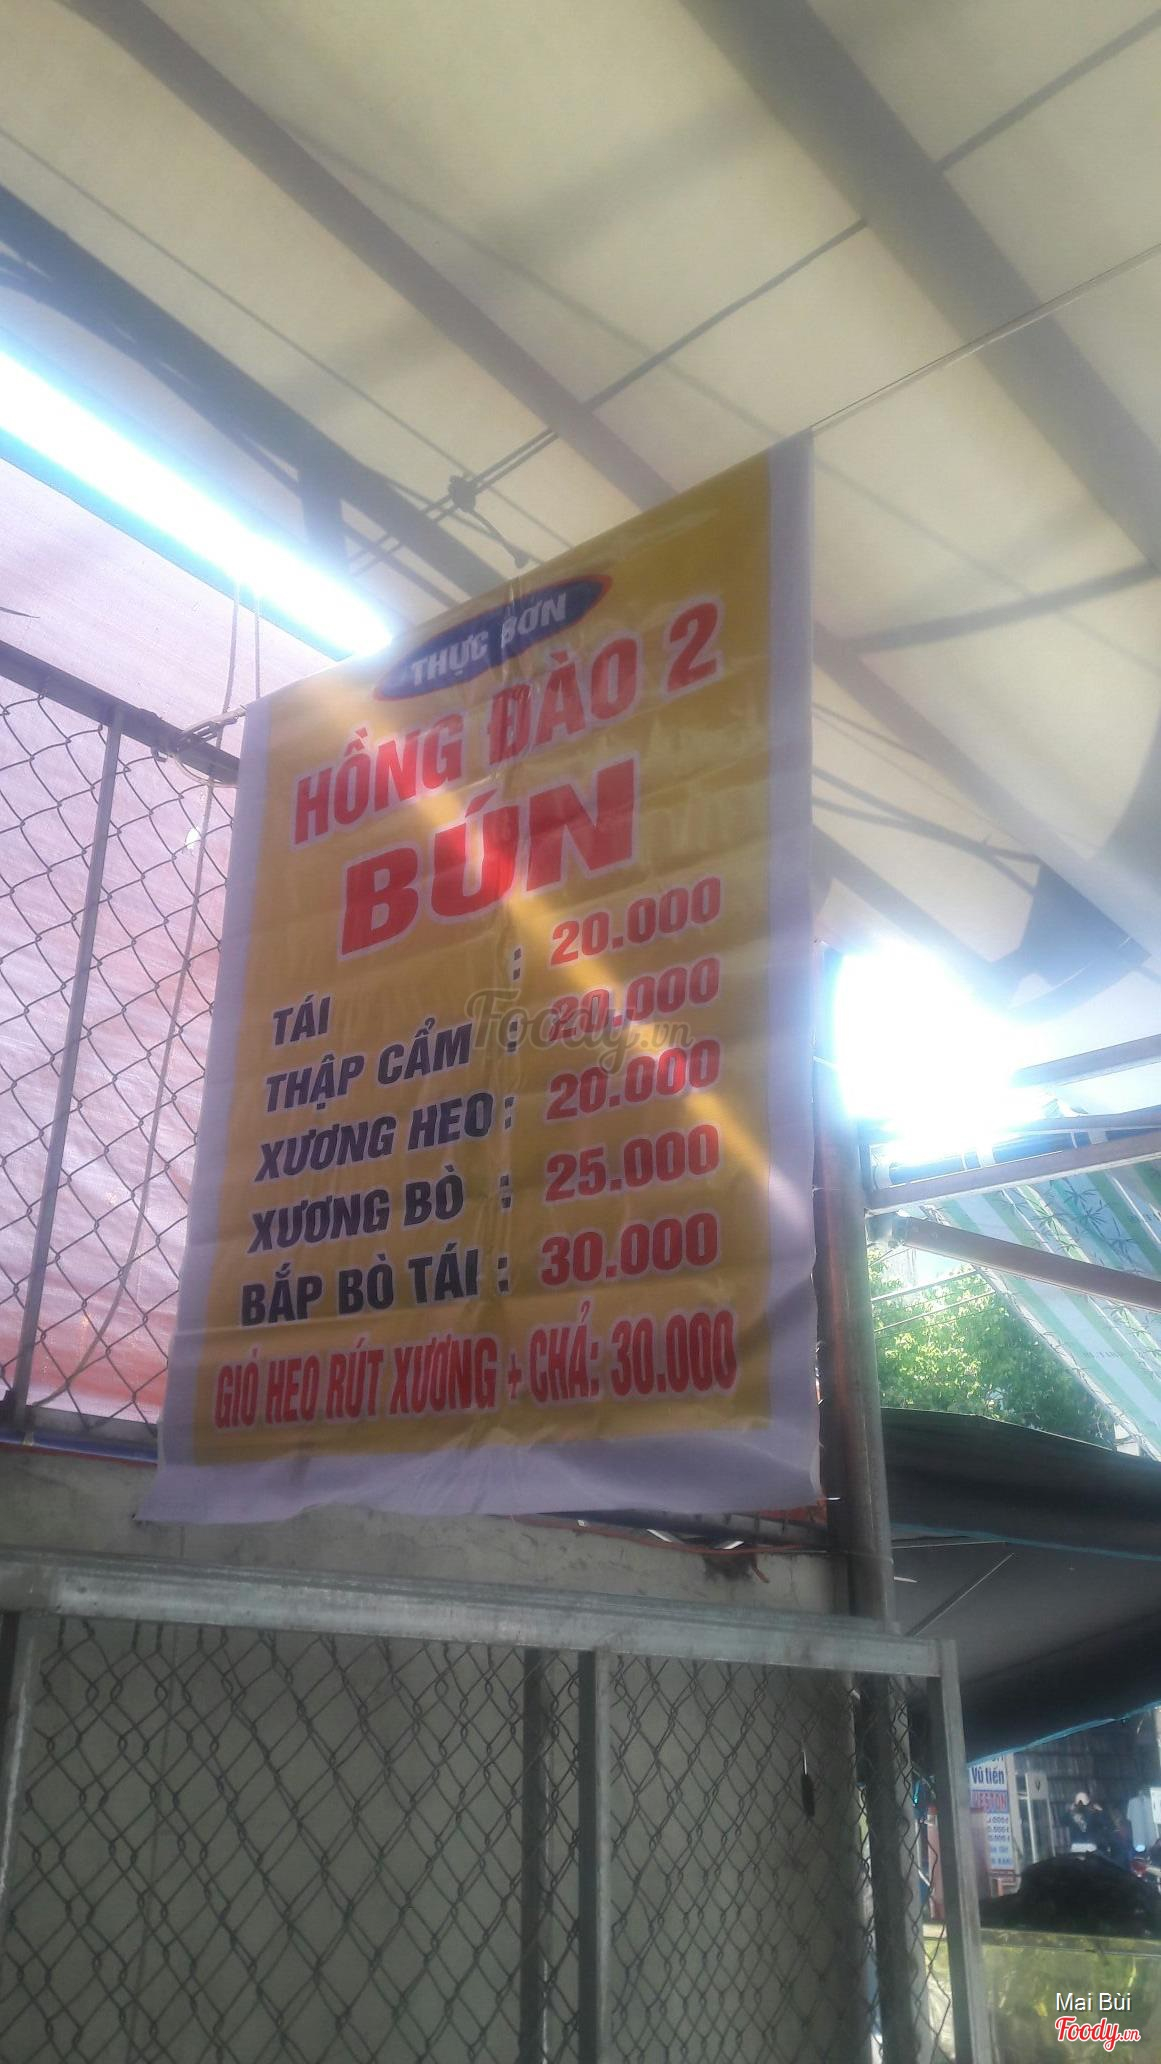 THỰC ĐƠN
HỒNG ĐÀO 2
BÚN
TÁI : 20.000
THẬP CẨM : 20.000
XƯƠNG HEO : 20.000
XƯƠNG BÒ : 25.000
BẮP BÒ TÁI : 30.000
GIÒ HEO RÚT XƯƠNG + CHẢ: 30.000
Foody.vn
Vũ tiến
Mai Bùi
Foody.vn